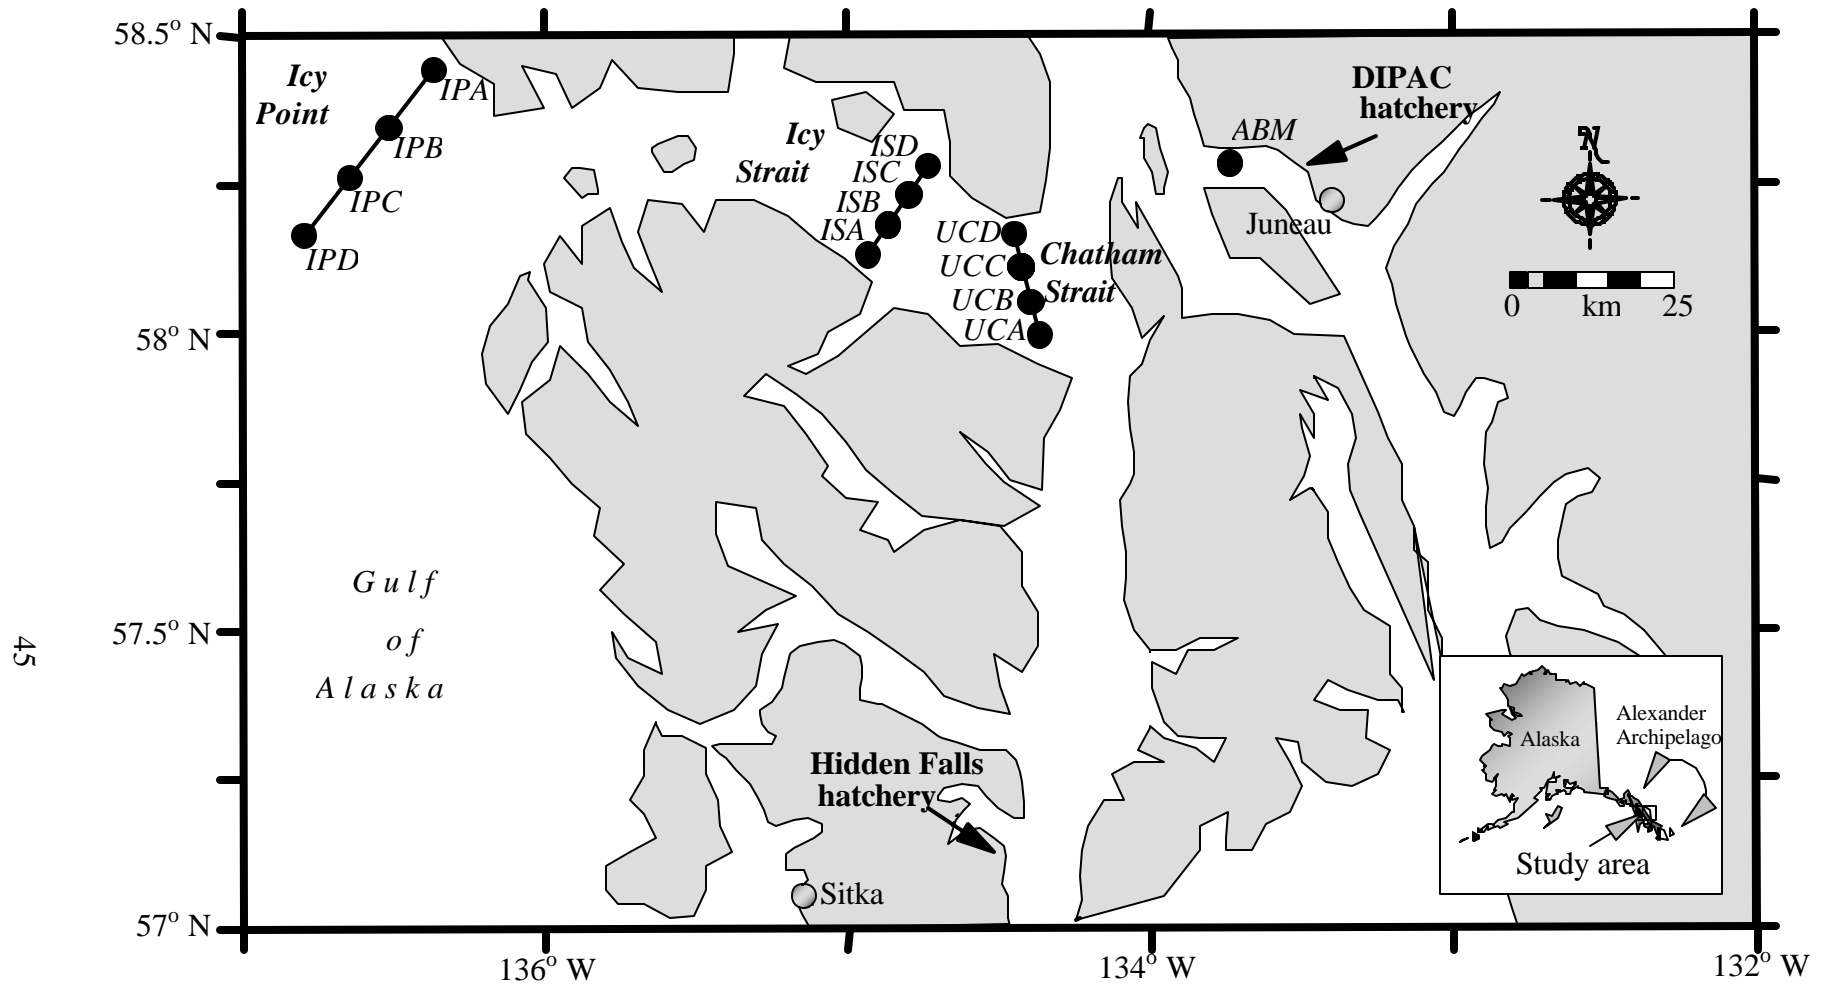 58.5° N
Icy
Point
IPA
IPB
IPC
IPD
Icy
Strait
ISD
ISC
ISB
ISA
UCD
UCC
UCB
UCA
Chatham
Strait
ABM
DIPAC
hatchery
Juneau
N
0 km 25
58° N
Gulf
of
Alaska
57.5° N
45
Hidden Falls
hatchery
Sitka
Alaska
Alexander
Archipelago
Study area
57° N
136° W
134° W
132° W